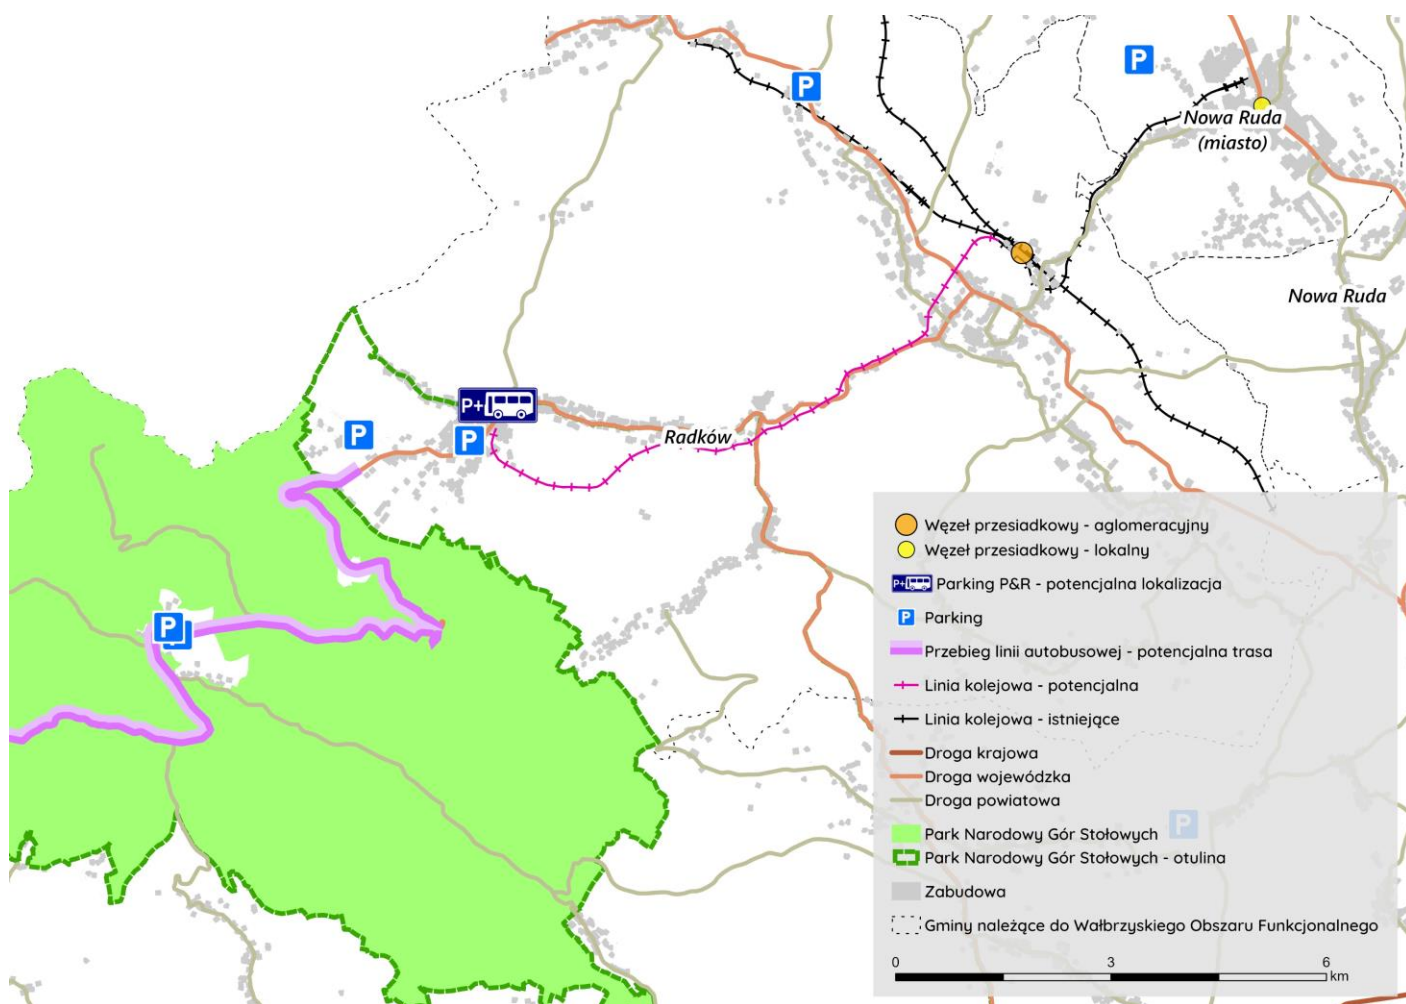 P
P
Nowa Ruda
(miasto)
Nowa Ruda
P+
P
P
Radków
P
Węzeł przesiadkowy - aglomeracyjny
Węzeł przesiadkowy - lokalny
P+ Parking P&R - potencjalna lokalizacja
P Parking
Przebieg linii autobusowej - potencjalna trasa
Linia kolejowa - potencjalna
Linia kolejowa - istniejące
Droga krajowa
Droga wojewódzka
Droga powiatowa
P
Park Narodowy Gór Stołowych
Park Narodowy Gór Stołowych - otulina
Zabudowa
Gminy należące do Wałbrzyskiego Obszaru Funkcjonalnego
0 3 6
km